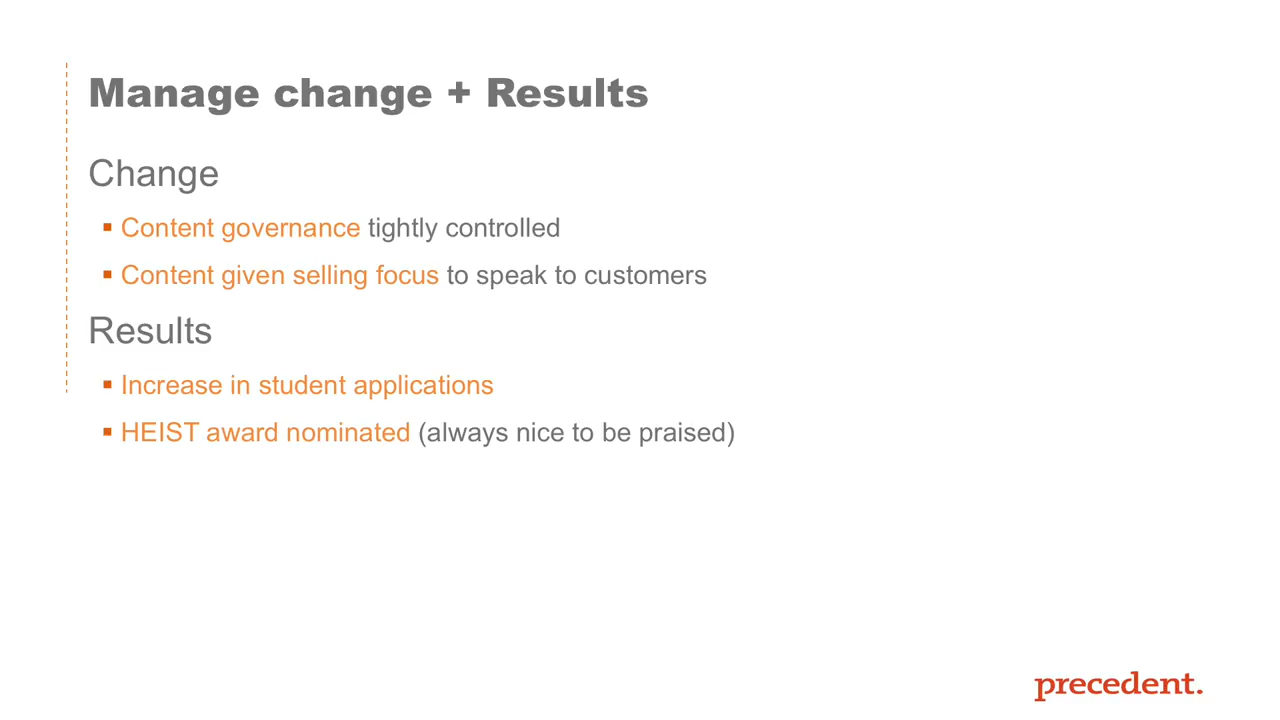 Manage change + Results
Change
▪ Content governance tightly controlled
▪ Content given selling focus to speak to customers
Results
▪ Increase in student applications
▪ HEIST award nominated (always nice to be praised)
precedent.